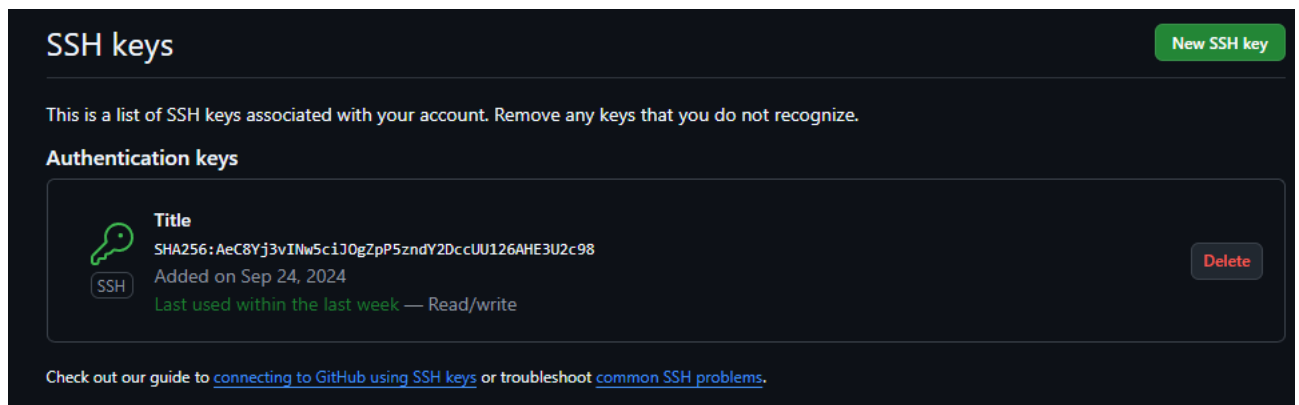 SSH keys
New SSH key
This is a list of SSH keys associated with your account. Remove any keys that you do not recognize.
Authentication keys
Title
SHA256:AeC8Yj3vINw5ciJOgZpP5zndY2DccUU126AHE3U2c98
Added on Sep 24, 2024
SSH
Last used within the last week — Read/write
Delete
Check out our guide to connecting to GitHub using SSH keys or troubleshoot common SSH problems.